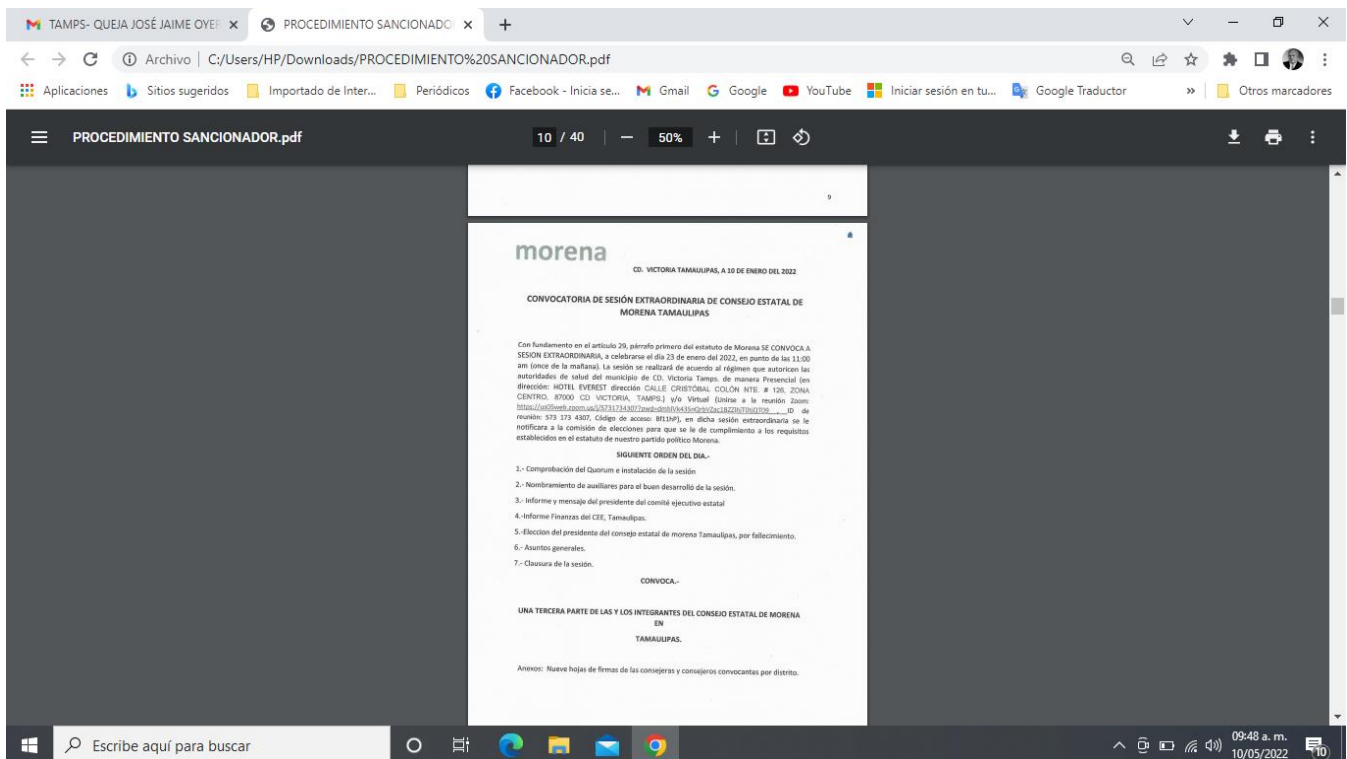 TAMPS- QUEJA JOSÉ JAIME OYER
PROCEDIMIENTO SANCIONADO
Archivo | C:/Users/HP/Downloads/PROCEDIMIENTO%20SANCIONADOR.pdf
Aplicaciones Sitios sugeridos Importado de Inter... Periódicos Facebook - Inicia se... Gmail Google YouTube Iniciar sesión en tu... Google Traductor » Otros marcadores
PROCEDIMIENTO SANCIONADOR.pdf 10 / 40 | — 50% +
9
morena
CD. VICTORIA TAMAULIPAS, A 10 DE ENERO DEL 2022
CONVOCATORIA DE SESIÓN EXTRAORDINARIA DE CONSEJO ESTATAL DE
MORENA TAMAULIPAS
Con fundamento en el artículo 29, párrafo primero del estatuto de Morena SE CONVOCA A
SESION EXTRAORDINARIA, a celebrarse el día 23 de enero del 2022, en punto de las 11:00
am (once de la mañana). La sesión se realizará de acuerdo al régimen que autoricen las
autoridades de salud del municipio de CD. Victoria Tamps. de manera Presencial (en
dirección: HOTEL EVEREST dirección CALLE CRISTÓBAL COLÓN NTE. # 126, ZONA
CENTRO, 87000 CD VICTORIA, TAMPS.) y/o Virtual (Unirse a la reunión Zoom:
ID de
reunión: 573 173 4307, Código de acceso: 8f11hP), en dicha sesión extraordinaria se le
notificara a la comisión de elecciones para que se le de cumplimiento a los requisitos
establecidos en el estatuto de nuestro partido político Morena.
SIGUIENTE ORDEN DEL DIA.-
1.- Comprobación del Quorum e instalación de la sesión
2.- Nombramiento de auxiliares para el buen desarrolló de la sesión.
3.- Informe y mensaje del presidente del comité ejecutivo estatal
4.-Informe Finanzas del CEE, Tamaulipas.
5.-Eleccion del presidente del consejo estatal de morena Tamaulipas, por fallecimiento.
6.- Asuntos generales.
7.- Clausura de la sesión.
CONVOCA.-
UNA TERCERA PARTE DE LAS Y LOS INTEGRANTES DEL CONSEJO ESTATAL DE MORENA
EN
TAMAULIPAS.
Anexos: Nueve hojas de firmas de las consejeras y consejeros convocantes por distrito.
Escribe aquí para buscar
09:48 a. m.
10/05/2022
10